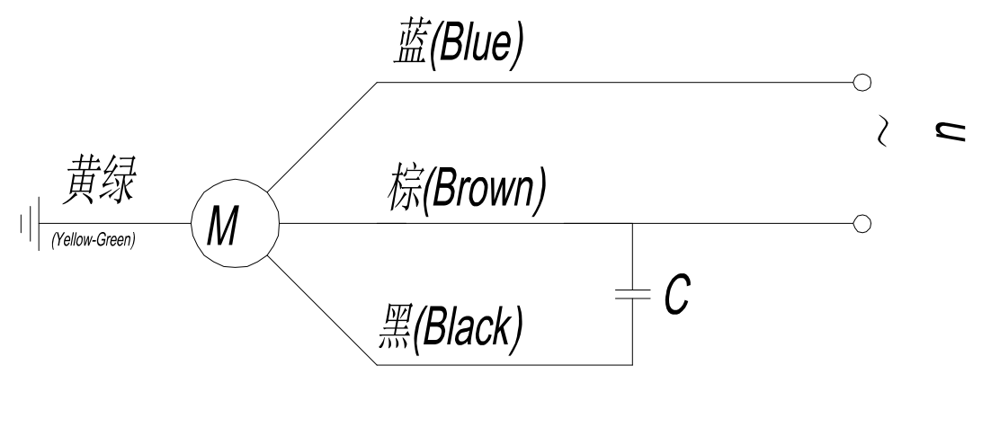 蓝(Blue)
~ n
棕(Brown)
黄绿
(Yellow-Green)
M
C
黑(Black)